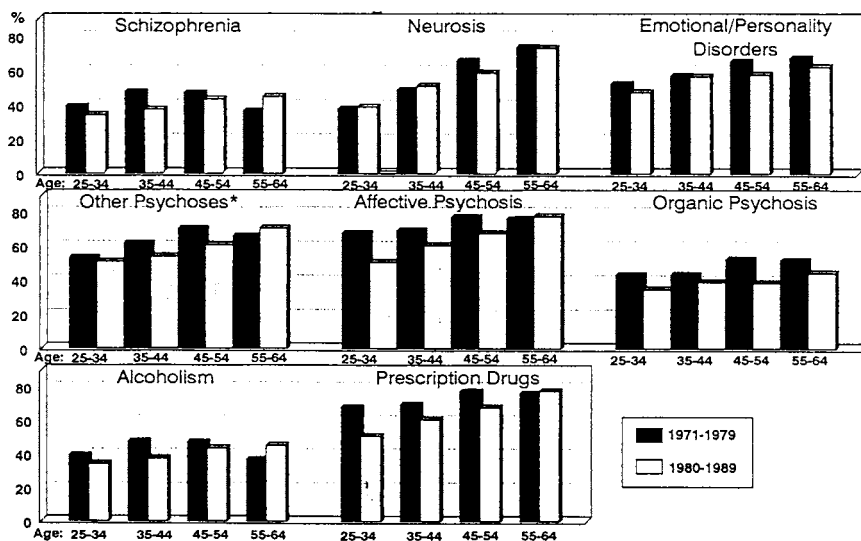 %
Schizophrenia Neurosis Emotional/Personality
Disorders
80
60
40
20
0
Age: 25-34 35-44 45-54 55-64 25-34 35-44 45-54 55-64 25-34 35-44 45-54 55-64
Other Psychoses* Affective Psychosis Organic Psychosis
80
60
40
20
0
Age: 25-34 35-44 45-54 55-64 25-34 35-44 45-54 55-64 25-34 35-44 45-54 55-64
Alcoholism Prescription Drugs
80
60
40
20
0
Age: 25-34 35-44 45-54 55-64 25-34 35-44 45-54 55-64
1971-1979
1980-1989